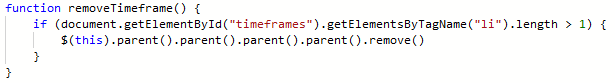 function removeTimeframe() {
    if (document.getElementById("timeframes").getElementsByTagName("li").length > 1) {
        $(this).parent().parent().parent().parent().remove()
    }
}